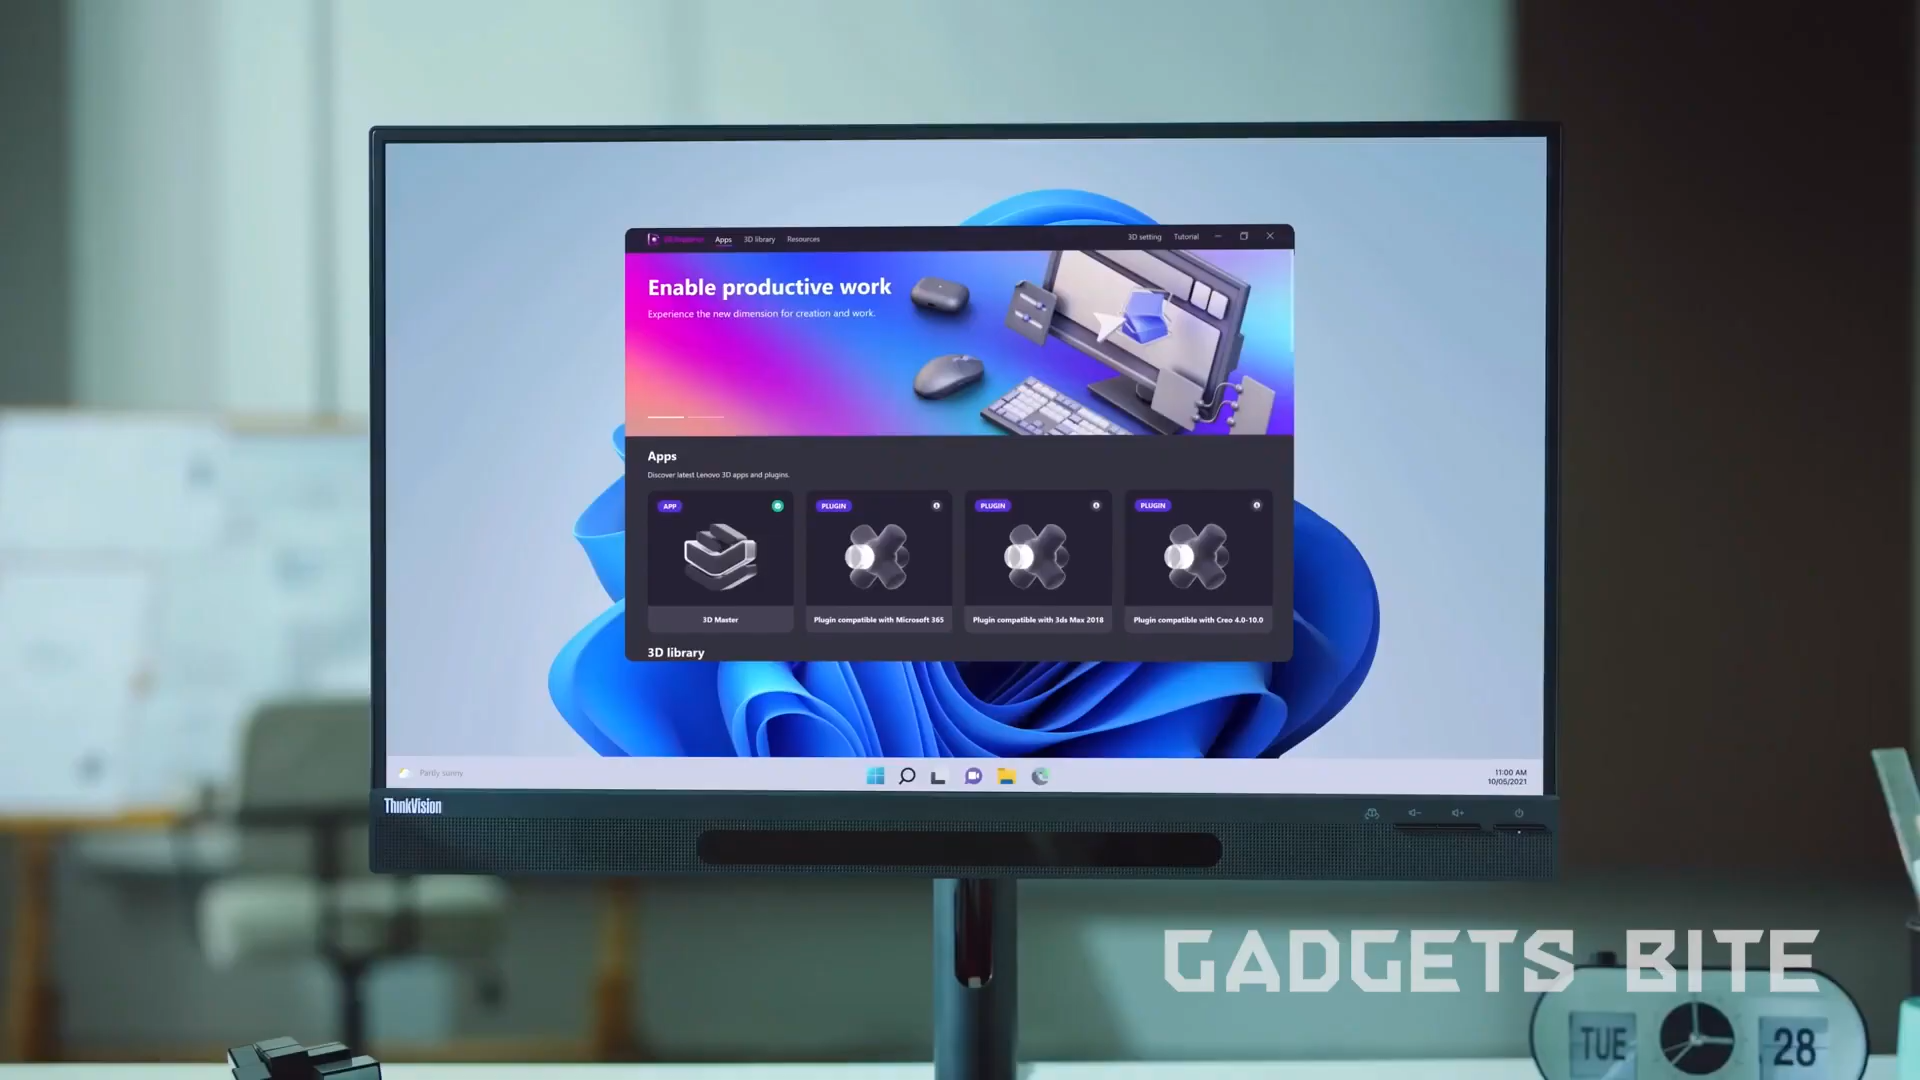 Apps
3D library
Resources
3D setting
Tutorial
Enable productive work
Experience the new dimension for creation and work.
Apps
Discover latest Lenovo 3D apps and plugins.
APP
PLUGIN
PLUGIN
PLUGIN
3D Master
Plugin compatible with Microsoft 365
Plugin compatible with 3ds Max 2018
Plugin compatible with Creo 4.0-10.0
3D library
Partly sunny
11:00 AM
10/05/2021
ThinkVision
GADGETS BITE
TUE
28